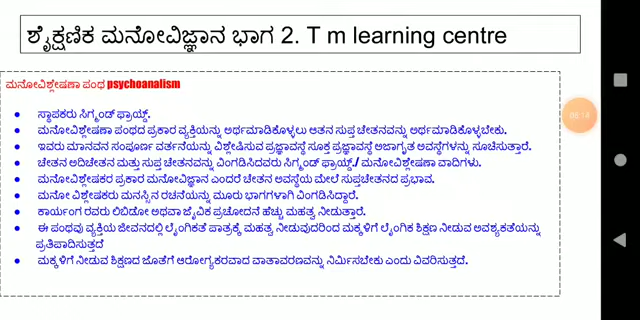 ಶೈಕ್ಷಣಿಕ ಮನೋವಿಜ್ಞಾನ ಭಾಗ 2. T m learning centre
ಮನೋವಿಶ್ಲೇಷಣಾ ಪಂಥ psychoanalism
ಸ್ಥಾಪಕರು ಸಿಗ್ಮಂಡ್ ಫ್ರಾಯ್ಡ್.
ಮನೋವಿಶ್ಲೇಷಣಾ ಪಂಥದ ಪ್ರಕಾರ ವ್ಯಕ್ತಿಯನ್ನು ಅರ್ಥಮಾಡಿಕೊಳ್ಳಲು ಆತನ ಸುಪ್ತ ಚೇತನವನ್ನು ಅರ್ಥಮಾಡಿಕೊಳ್ಳಬೇಕು.
ಇವರು ಮಾನವನ ಸಂಪೂರ್ಣ ವರ್ತನೆಯನ್ನು ವಿಶ್ಲೇಷಿಸುವ ಪ್ರಜ್ಞಾವಸ್ಥೆ ಸೂಕ್ತ ಪ್ರಜ್ಞಾವಸ್ಥೆ ಅಜಾಗೃತ ಅವಸ್ಥೆಗಳನ್ನು ಸೂಚಿಸುತ್ತಾರೆ.
ಚೇತನ ಅದಿಚೇತನ ಮತ್ತು ಸುಪ್ತ ಚೇತನವನ್ನು ವಿಂಗಡಿಸಿದವರು ಸಿಗ್ಮಂಡ್ ಫ್ರಾಯ್ಡ್./ ಮನೋವಿಶ್ಲೇಷಣಾ ವಾದಿಗಳು.
ಮನೋವಿಶ್ಲೇಷಕರ ಪ್ರಕಾರ ಮನೋವಿಜ್ಞಾನ ಎಂದರೆ ಚೇತನ ಅವಸ್ಥೆಯ ಮೇಲೆ ಸುಪ್ತಚೇತನದ ಪ್ರಭಾವ.
ಮನೋ ವಿಶ್ಲೇಷಕರು ಮನಸ್ಸಿನ ರಚನೆಯನ್ನು ಮೂರು ಭಾಗಗಳಾಗಿ ವಿಂಗಡಿಸಿದ್ದಾರೆ.
ಕಾರ್ಯಂಗ ರವರು ಲಿಬಿಡೋ ಅಥವಾ ಜೈವಿಕ ಪ್ರಚೋದನೆ ಹೆಚ್ಚು ಮಹತ್ವ ನೀಡುತ್ತಾರೆ.
ಈ ಪಂಥವು ವ್ಯಕ್ತಿಯ ಜೀವನದಲ್ಲಿ ಲೈಂಗಿಕತೆ ಪಾತ್ರಕ್ಕೆ ಮಹತ್ವ ನೀಡುವುದರಿಂದ ಮಕ್ಕಳಿಗೆ ಲೈಂಗಿಕ ಶಿಕ್ಷಣ ನೀಡುವ ಅವಶ್ಯಕತೆಯನ್ನು
ಪ್ರತಿಪಾದಿಸುತ್ತದೆ
ಮಕ್ಕಳಿಗೆ ನೀಡುವ ಶಿಕ್ಷಣದ ಜೊತೆಗೆ ಆರೋಗ್ಯಕರವಾದ ವಾತಾವರಣವನ್ನು ನಿರ್ಮಿಸಬೇಕು ಎಂದು ವಿವರಿಸುತ್ತದೆ.
08:14